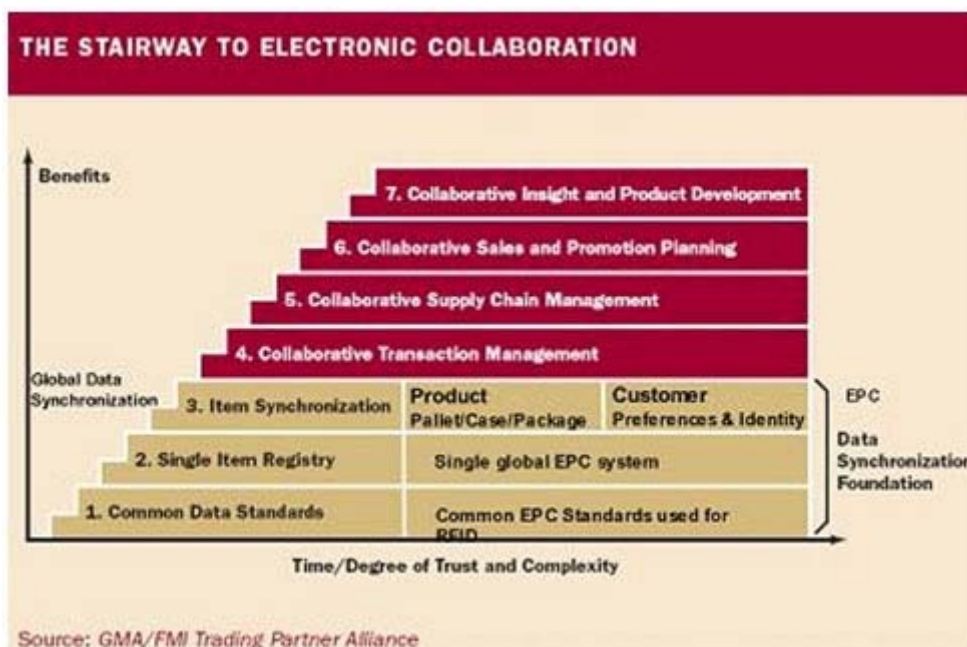 THE STAIRWAY TO ELECTRONIC COLLABORATION
Benefits
7. Collaborative Insight and Product Development
6. Collaborative Sales and Promotion Planning
5. Collaborative Supply Chain Management
4. Collaborative Transaction Management
Global Data
Synchronization
3. Item Synchronization
Product
Pallet/Case/Package
Customer
Preferences & Identity
EPC
2. Single Item Registry
Single global EPC system
Data
Synchronization
Foundation
1. Common Data Standards
Common EPC Standards used for
RFID
Time/Degree of Trust and Complexity
Source: GMA/FMI Trading Partner Alliance